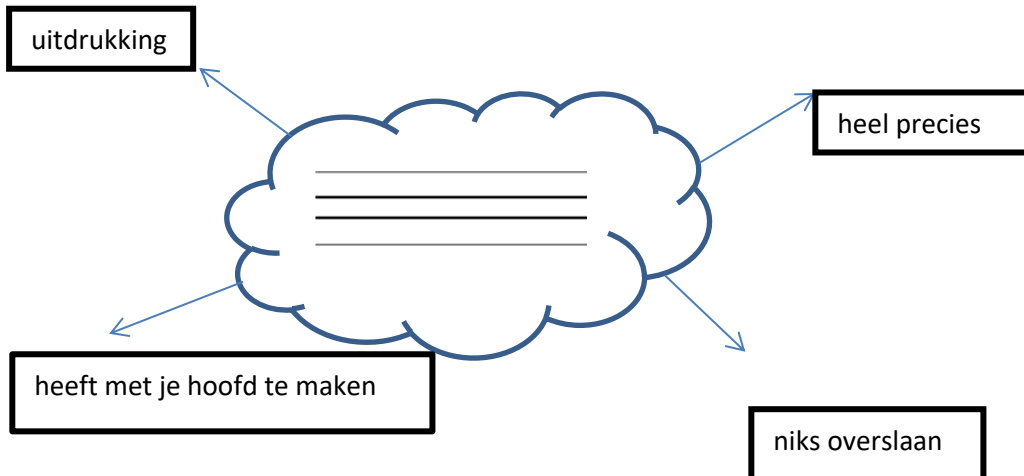 uitdrukking
heel precies
heeft met je hoofd te maken
niks overslaan